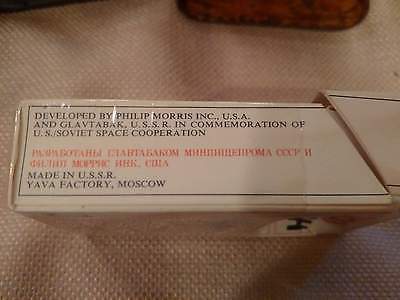 DEVELOPED BY PHILIP MORRIS INC., U.S.A.
AND GLAVTABAK, U.S.S.R. IN COMMEMORATION OF
U.S./SOVIET SPACE COOPERATION
РАЗРАБОТАНЫ ГЛАВТАБАКОМ МИНПИЩЕПРОМА СССР И
ФИЛИП МОРРИС ИНК, США
MADE IN U.S.S.R.
YAVA FACTORY, MOSCOW